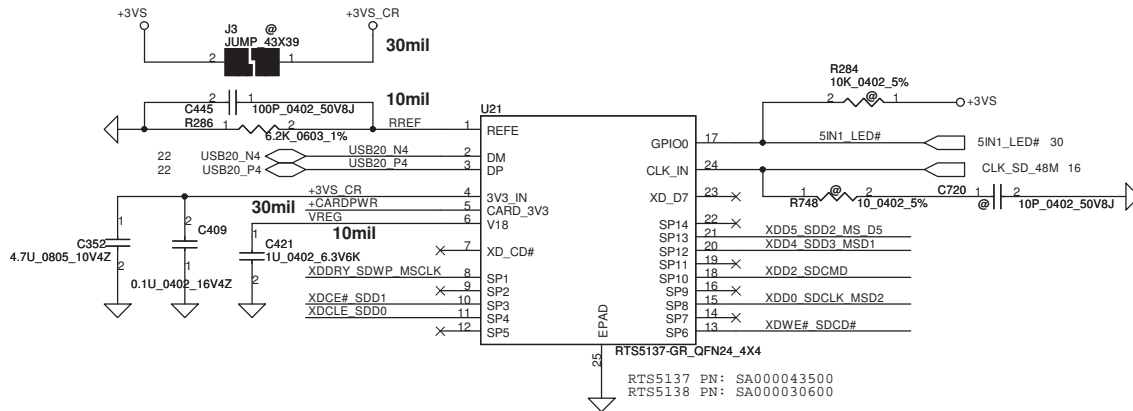 +3VS
+3VS_CR
J3 @
JUMP_43X39
30mil
2 1
C445 2 1
100P_0402_50V8J
10mil
R286 1 2
6.2K_0603_1%
RREF
22 USB20_N4 USB20_N4
22 USB20_P4 USB20_P4
+3VS_CR
30mil
+CARDPWR
VREG
10mil
1 2
C352
4.7U_0805_10V4Z
2 1
C409
0.1U_0402_16V4Z
1 2
C421
1U_0402_6.3V6K
XDDRY_SDWP_MSCLK
XDCE#_SDD1
XDCLE_SDD0
U21
1 REFE
2 DM
3 DP
4 3V3_IN
5 CARD_3V3
6 V18
7 XD_CD#
8 SP1
9 SP2
10 SP3
11 SP4
12 SP5
EPAD
25
GPIO0 17
CLK_IN 24
XD_D7 23
SP14 22
SP13 21
SP12 20
SP11 19
SP10 18
SP9 16
SP8 15
SP7 14
SP6 13
RTS5137-GR_QFN24_4X4
R284
10K_0402_5%
2 @ 1
+3VS
5IN1_LED#
5IN1_LED# 30
CLK_SD_48M 16
1 @ 2
R748 10_0402_5%
C720 1 2
@ 10P_0402_50V8J
XDD5_SDD2_MS_D5
XDD4_SDD3_MSD1
XDD2_SDCMD
XDD0_SDCLK_MSD2
XDWE#_SDCD#
RTS5137 PN: SA000043500
RTS5138 PN: SA000030600